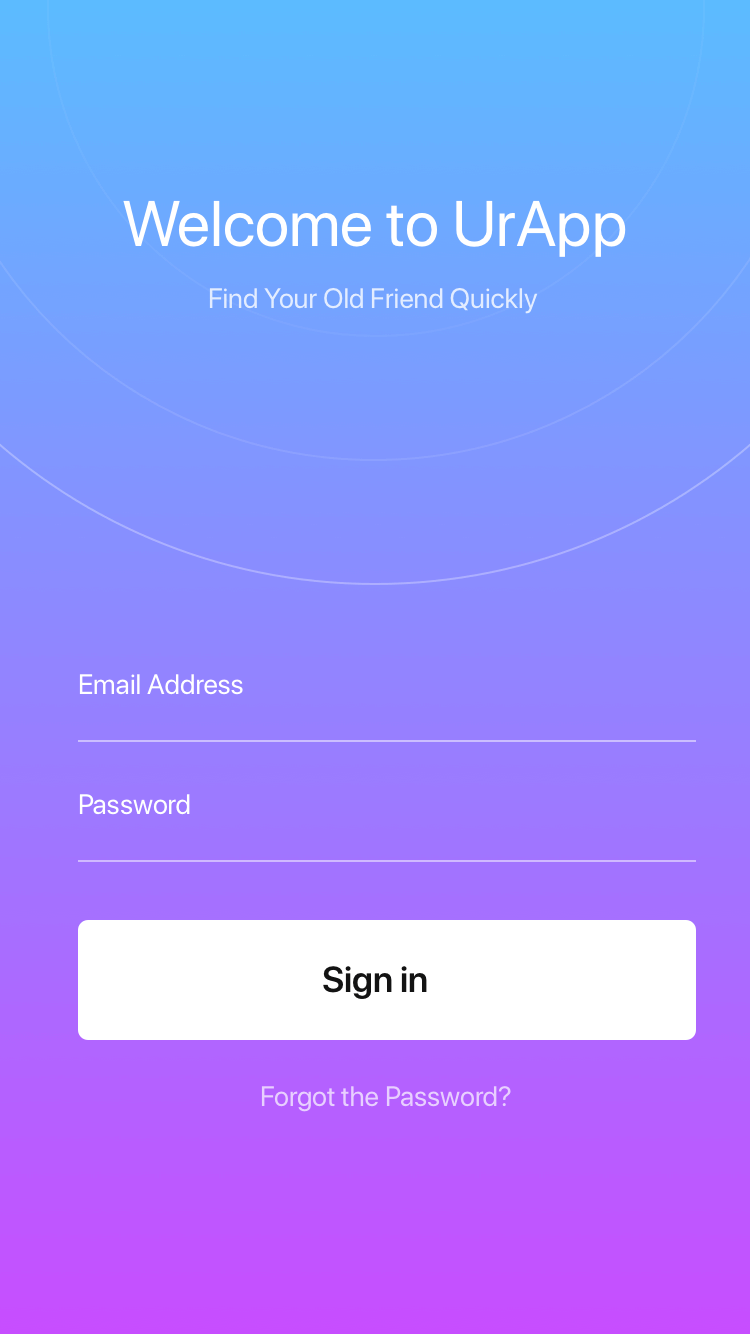 Welcome to UrApp
Find Your Old Friend Quickly
Email Address
Password
Sign in
Forgot the Password?